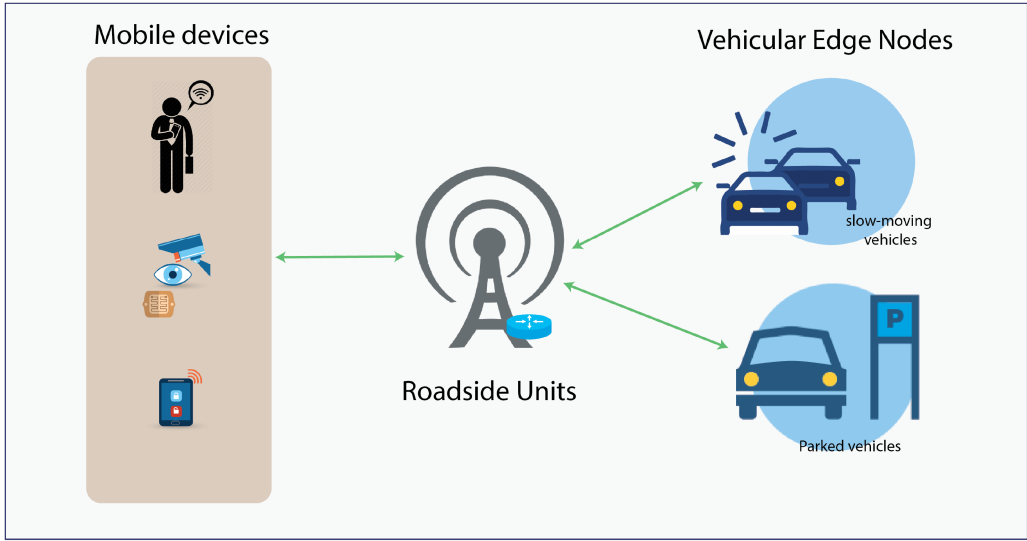 Mobile devices
Vehicular Edge Nodes
slow-moving
vehicles
P
Roadside Units
Parked vehicles